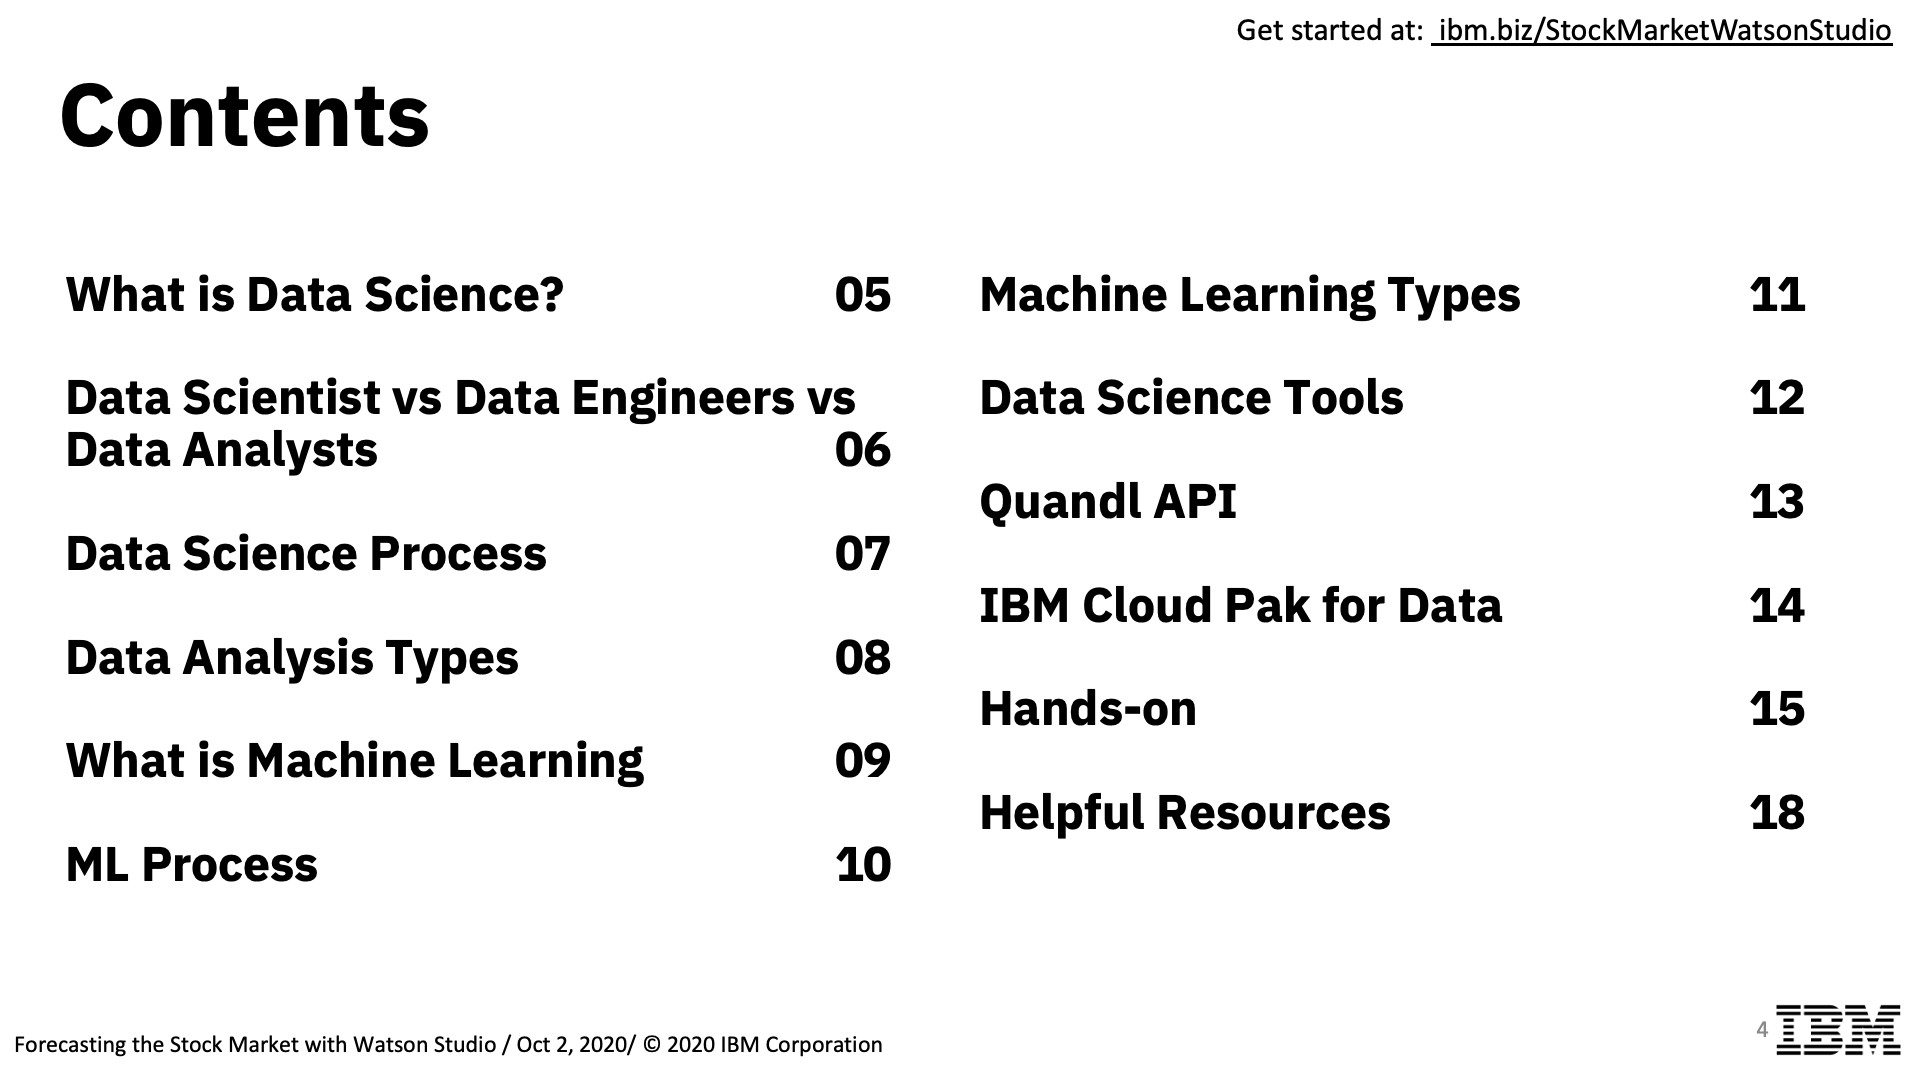 Get started at: ibm.biz/StockMarketWatsonStudio
Contents
What is Data Science? 05
Data Scientist vs Data Engineers vs
Data Analysts 06
Data Science Process 07
Data Analysis Types 08
What is Machine Learning 09
ML Process 10
Machine Learning Types 11
Data Science Tools 12
Quandl API 13
IBM Cloud Pak for Data 14
Hands-on 15
Helpful Resources 18
Forecasting the Stock Market with Watson Studio / Oct 2, 2020/ © 2020 IBM Corporation
4
IBM